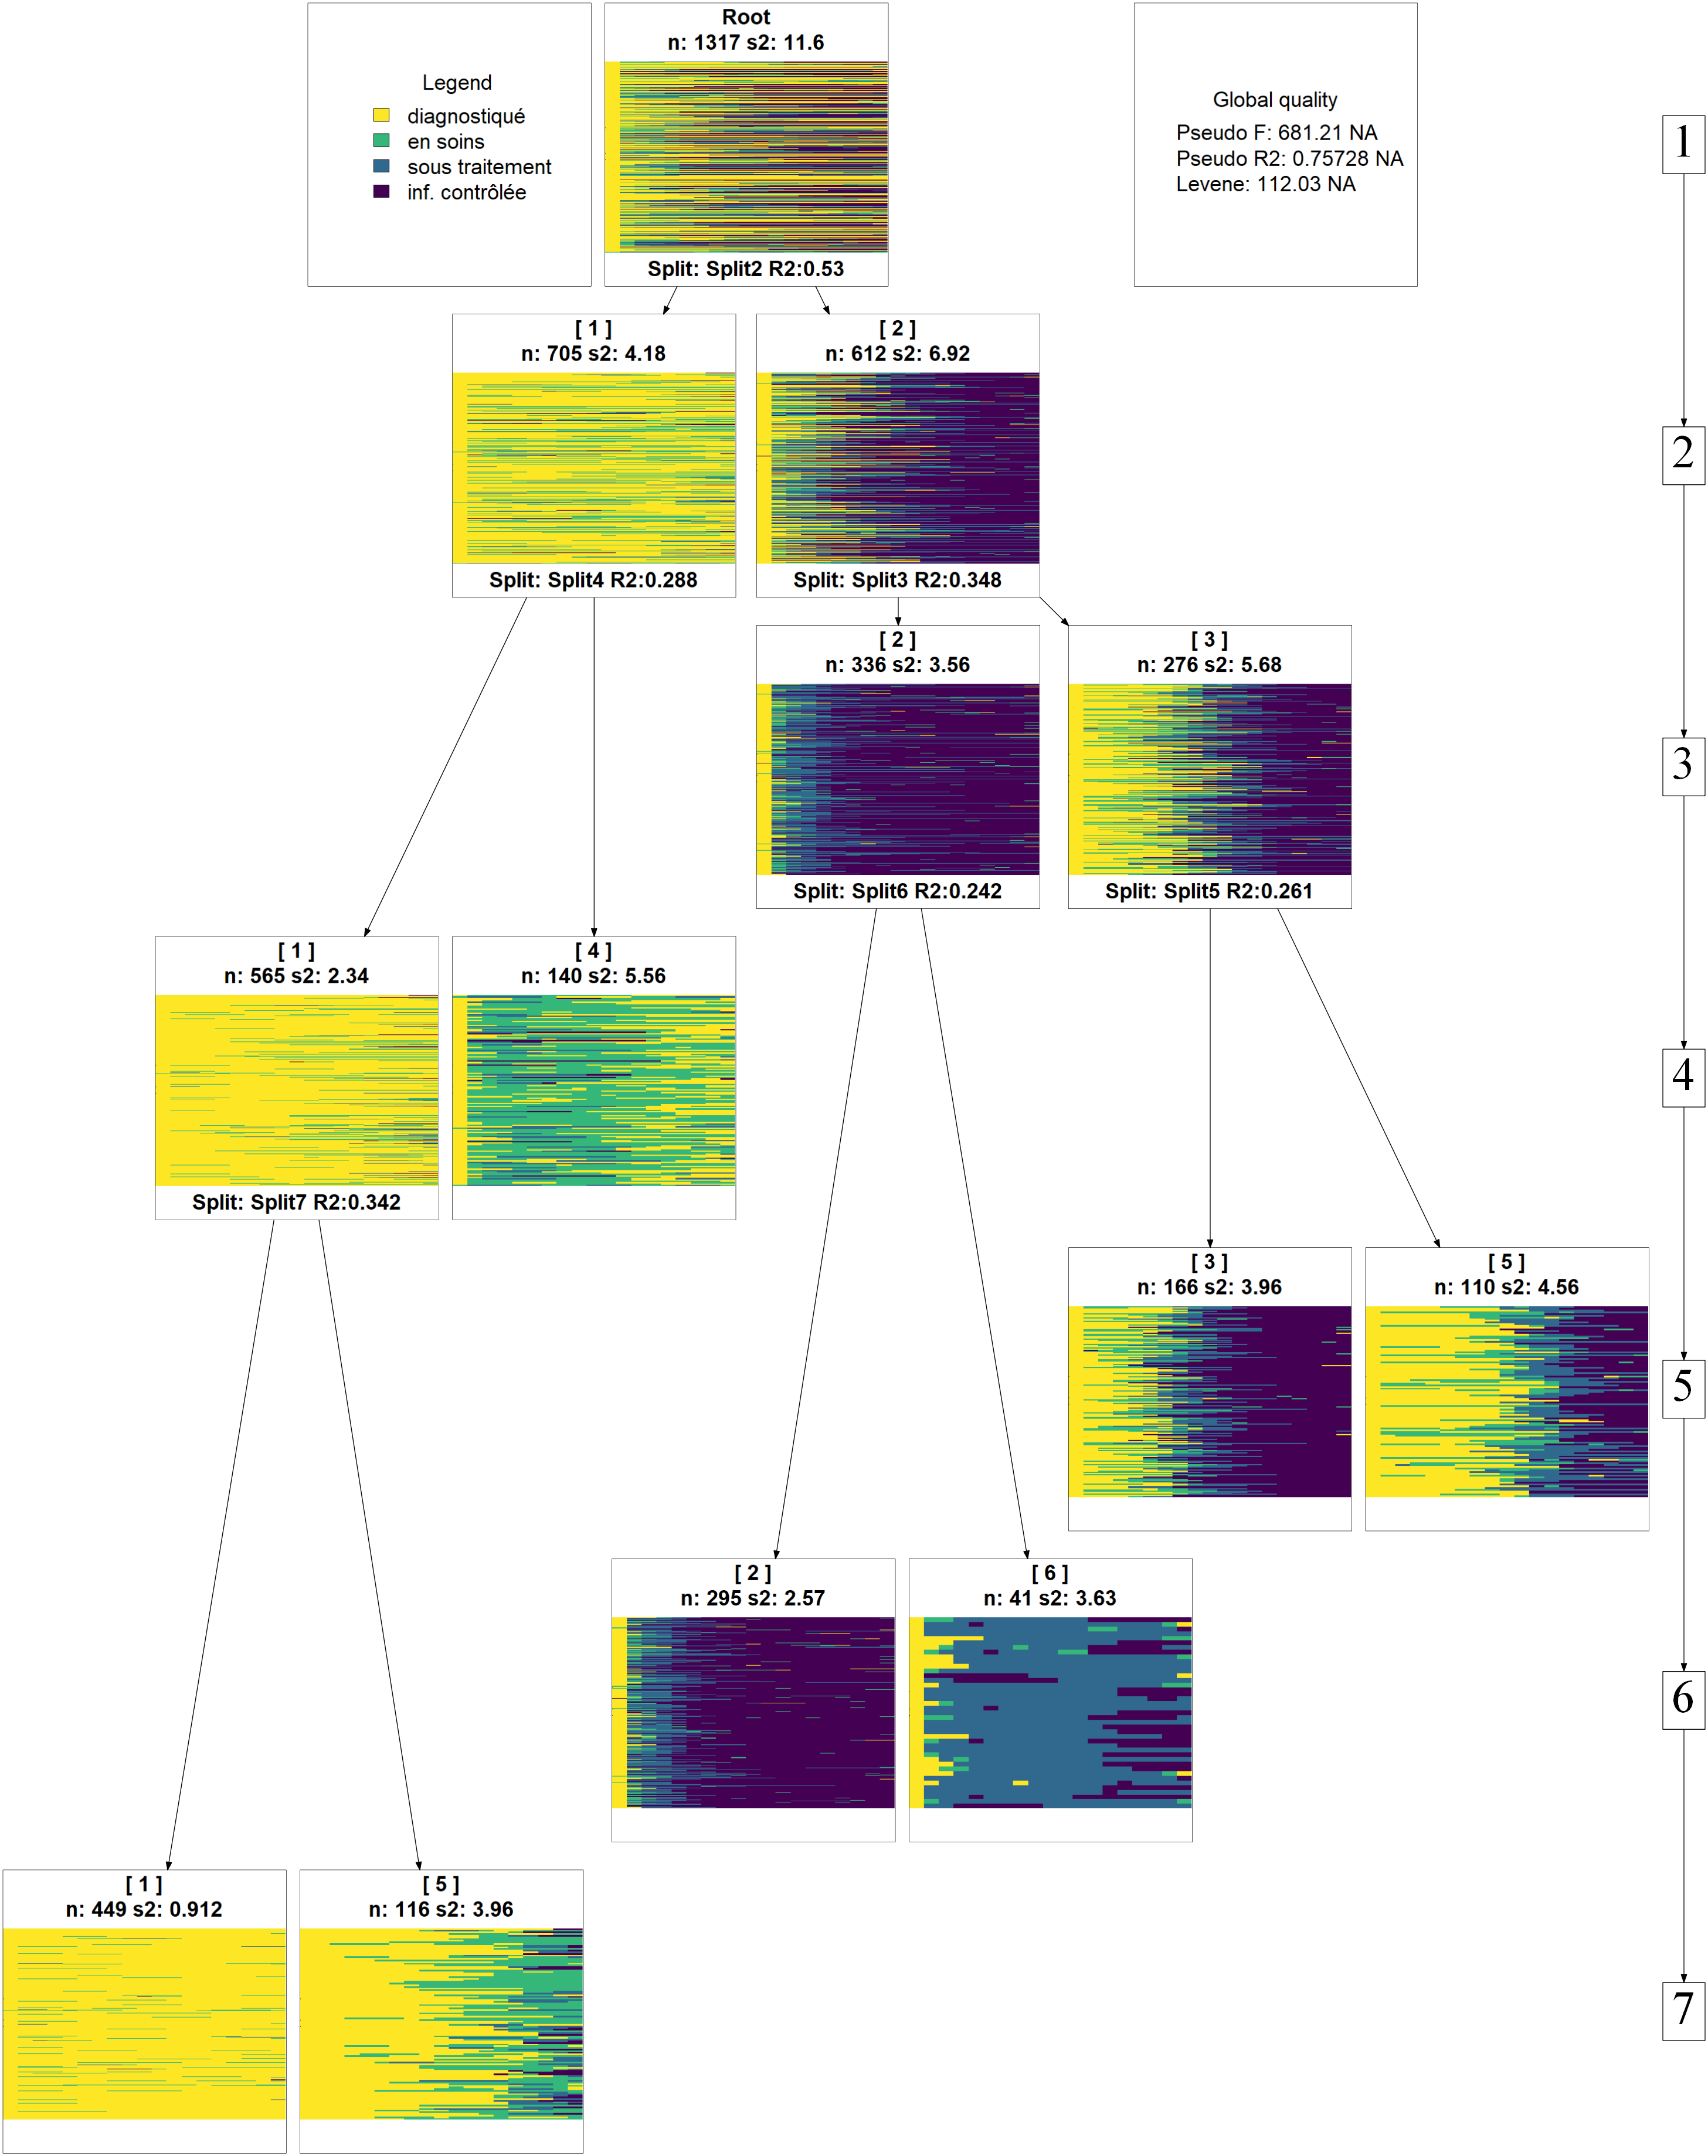 Root
n: 1317 s2: 11.6
Split: Split2 R2:0.53
Legend
diagnostiqué
en soins
sous traitement
inf. contrôlée
Global quality
Pseudo F: 681.21 NA
Pseudo R2: 0.75728 NA
Levene: 112.03 NA
1
[ 1 ]
n: 705 s2: 4.18
Split: Split4 R2:0.288
[ 2 ]
n: 612 s2: 6.92
Split: Split3 R2:0.348
2
[ 2 ]
n: 336 s2: 3.56
Split: Split6 R2:0.242
[ 3 ]
n: 276 s2: 5.68
Split: Split5 R2:0.261
3
[ 1 ]
n: 565 s2: 2.34
Split: Split7 R2:0.342
[ 4 ]
n: 140 s2: 5.56
4
[ 3 ]
n: 166 s2: 3.96
[ 5 ]
n: 110 s2: 4.56
5
[ 2 ]
n: 295 s2: 2.57
[ 6 ]
n: 41 s2: 3.63
6
[ 1 ]
n: 449 s2: 0.912
[ 5 ]
n: 116 s2: 3.96
7